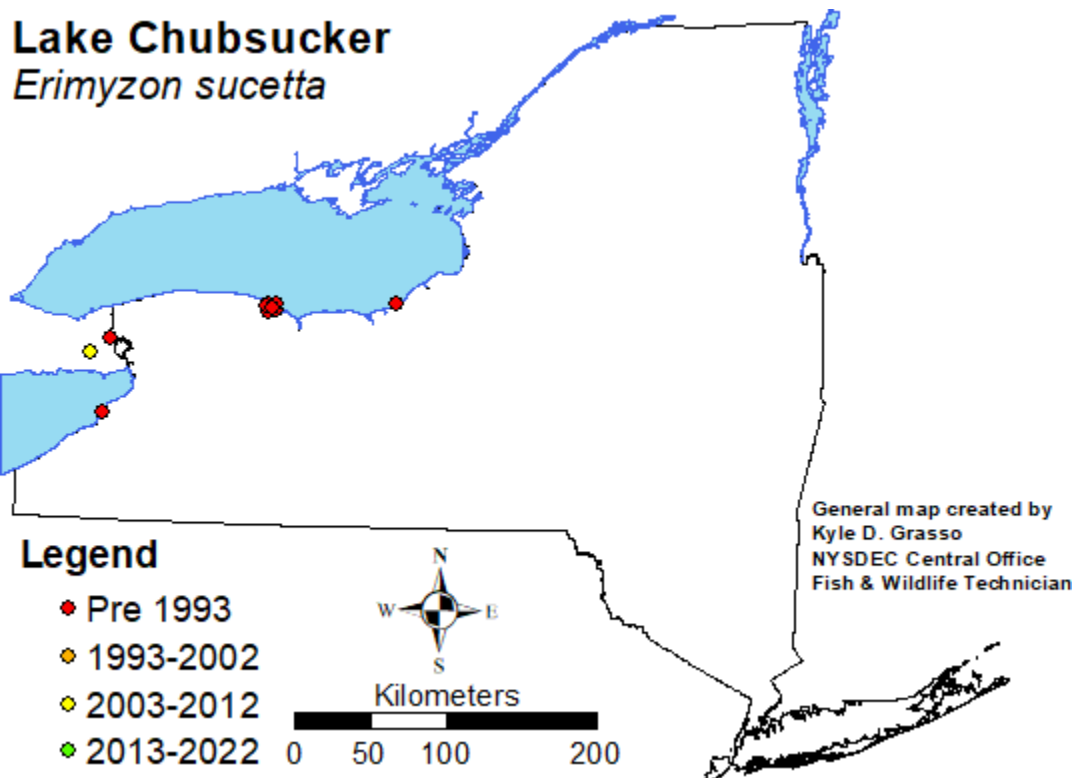 Lake Chubsucker
Erimyzon sucetta
General map created by
Kyle D. Grasso
NYSDEC Central Office
Fish & Wildlife Technician
Legend
Pre 1993
1993-2002
2003-2012
2013-2022
N
W E
S
Kilometers
0 50 100 200